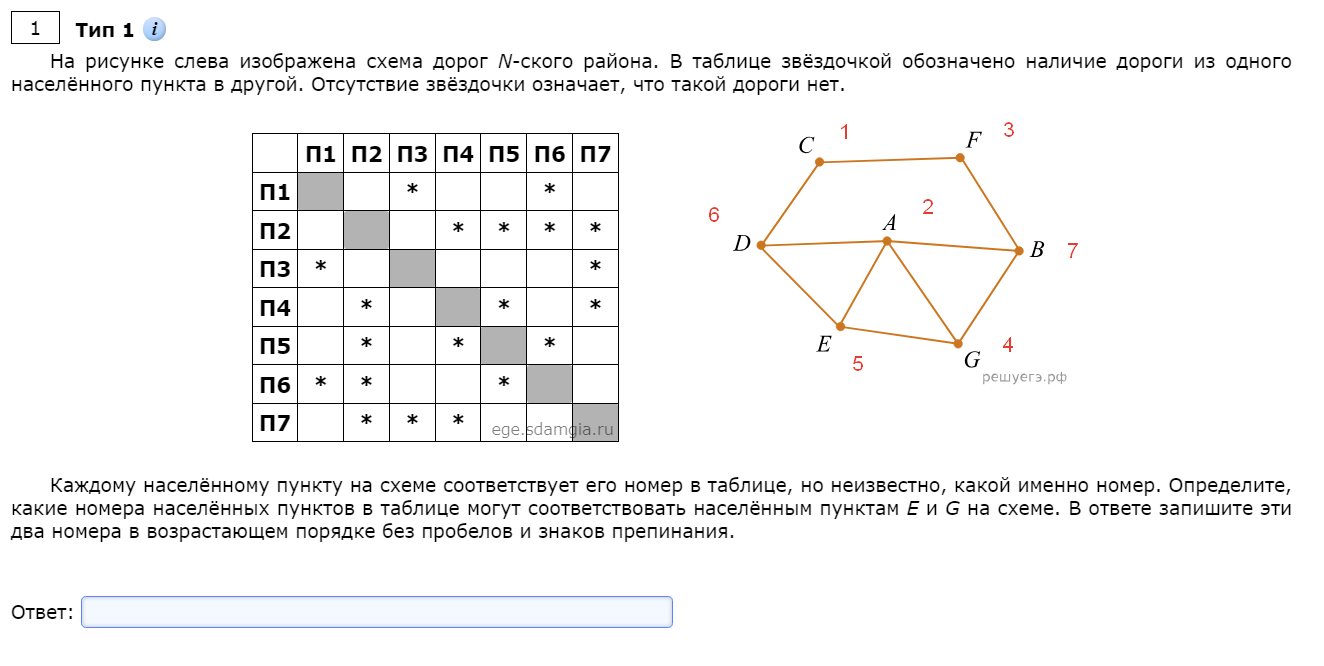 1 Тип 1 i
На рисунке слева изображена схема дорог N-ского района. В таблице звёздочкой обозначено наличие дороги из одного
населённого пункта в другой. Отсутствие звёздочки означает, что такой дороги нет.
П1 П2 П3 П4 П5 П6 П7
П1 * *
П2 * * * *
П3 * *
П4 * * *
П5 * * *
П6 * * *
П7 * * *
ege.sdamgia.ru
C 1 F 3
6 D A 2 B 7
E 5 G 4
решуегэ.рф
Каждому населённому пункту на схеме соответствует его номер в таблице, но неизвестно, какой именно номер. Определите,
какие номера населённых пунктов в таблице могут соответствовать населённым пунктам E и G на схеме. В ответе запишите эти
два номера в возрастающем порядке без пробелов и знаков препинания.
Ответ: